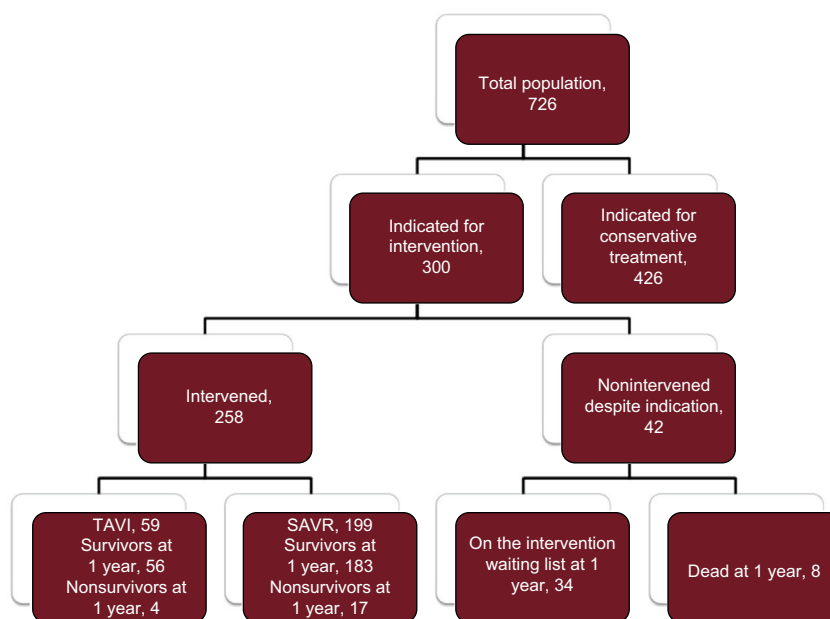 Total population,
726
Indicated for
intervention,
300
Indicated for
conservative
treatment,
426
Intervened,
258
Nonintervened
despite indication,
42
TAVI, 59
Survivors at
1 year, 56
Nonsurvivors at
1 year, 4
SAVR, 199
Survivors at
1 year, 183
Nonsurvivors at
1 year, 17
On the intervention
waiting list at 1
year, 34
Dead at 1 year, 8